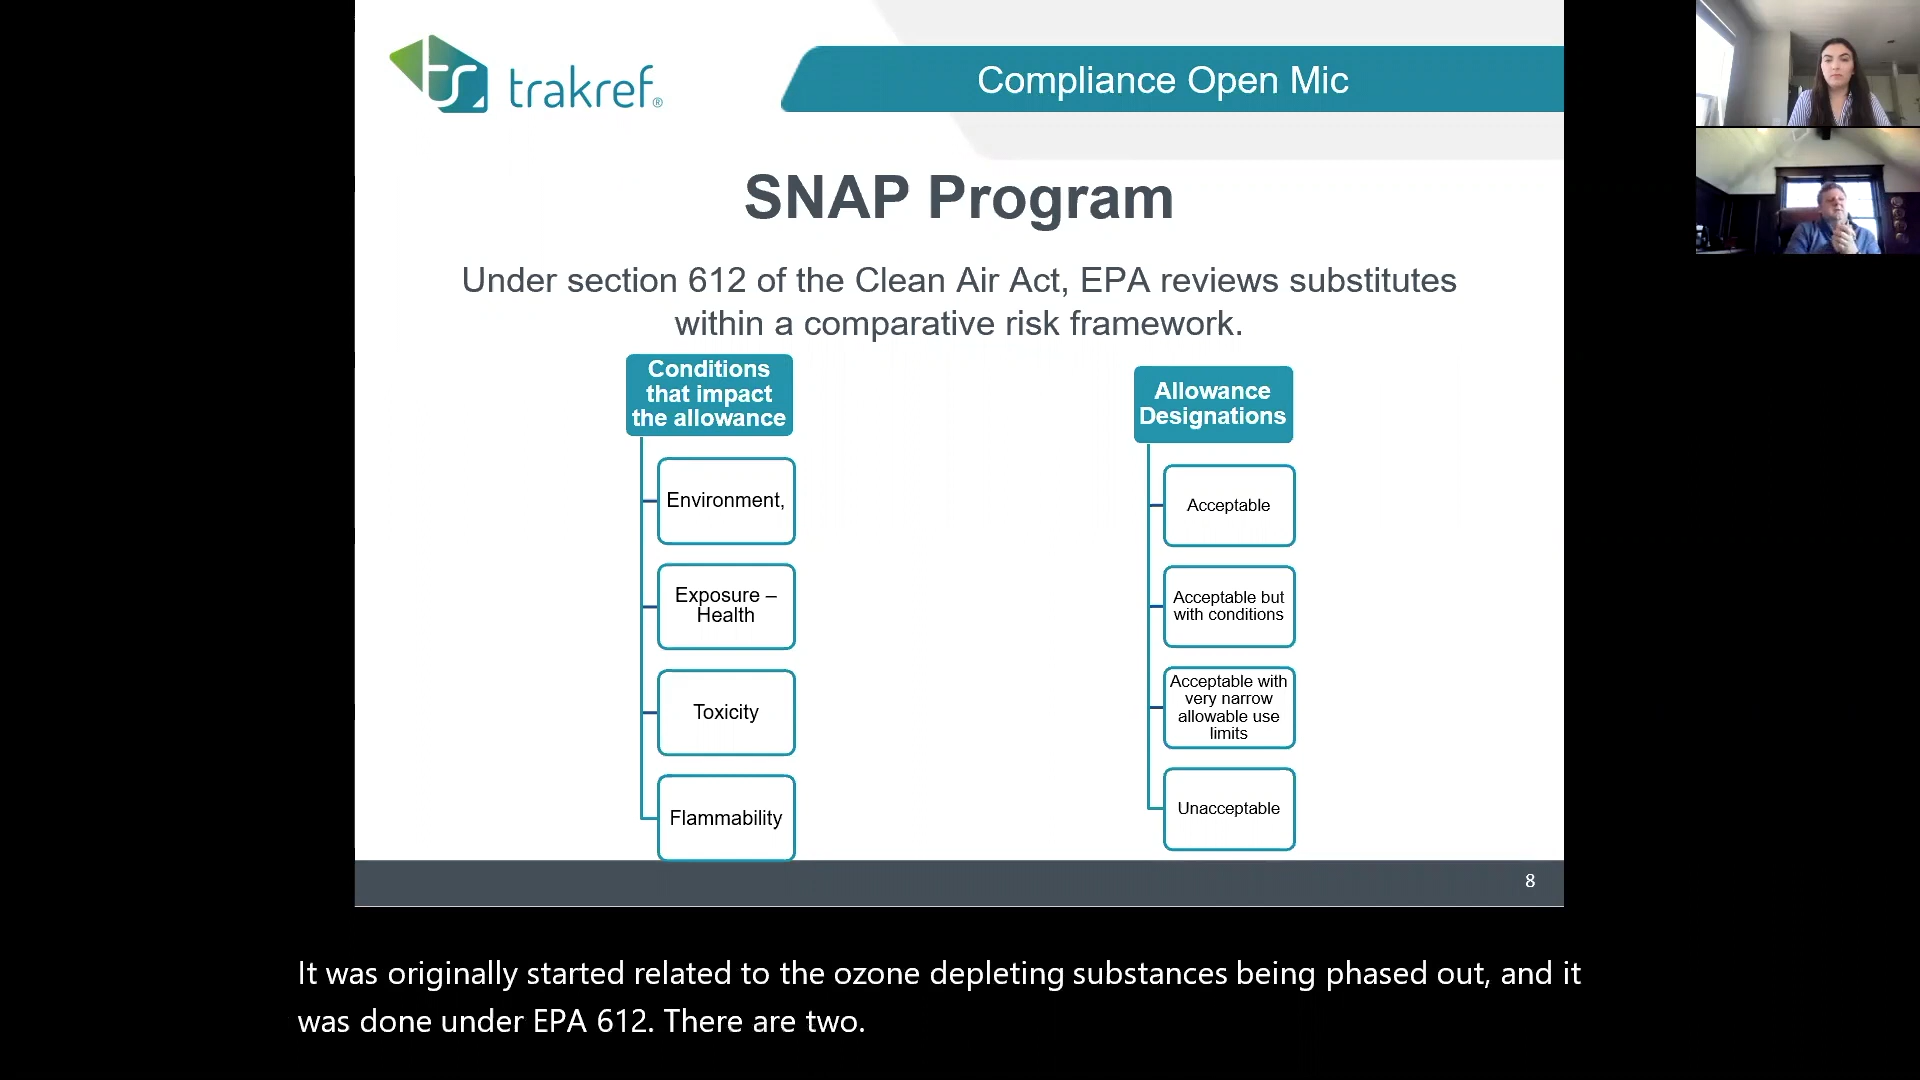 trakref®
Compliance Open Mic
SNAP Program
Under section 612 of the Clean Air Act, EPA reviews substitutes
within a comparative risk framework.
Conditions
that impact
the allowance
Environment,
Exposure –
Health
Toxicity
Flammability
Allowance
Designations
Acceptable
Acceptable but
with conditions
Acceptable with
very narrow
allowable use
limits
Unacceptable
8
It was originally started related to the ozone depleting substances being phased out, and it
was done under EPA 612. There are two.